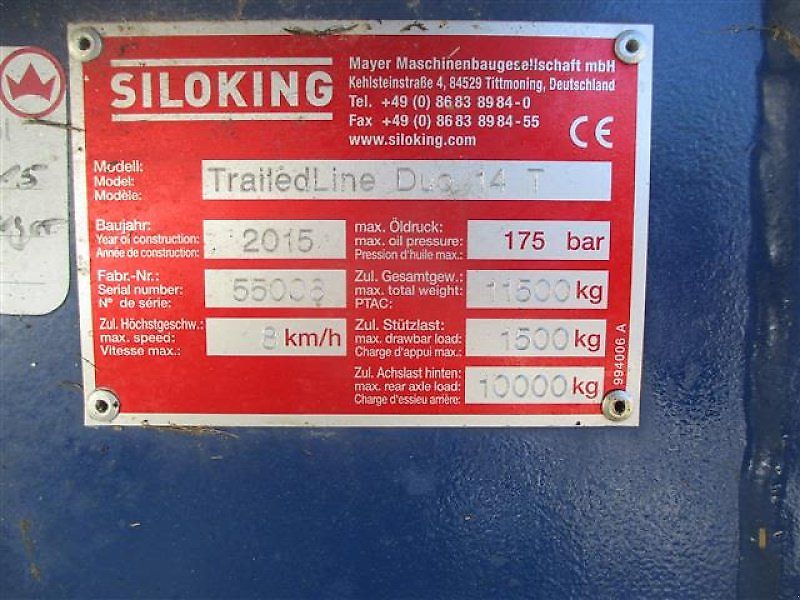 SILOKING
Mayer Maschinenbaugesellschaft mbH
Kehlsteinstraße 4, 84529 Tittmoning, Deutschland
Tel. +49 (0) 86 83 89 84-0
Fax +49 (0) 86 83 89 84-55
www.siloking.com
CE
Modell:
Model:
Modèle:
TrailedLine Duo 14 T
Baujahr:
Year of construction:
Année de construction:
2015
max. Öldruck:
max. oil pressure:
Pression d'huile max.:
175 bar
Fabr.-Nr.:
Serial number:
N° de série:
Zul. Gesamtgew.:
max. total weight:
PTAC:
11500 kg
Zul. Höchstgeschw.:
max. speed:
Vitesse max.:
8 km/h
Zul. Stützlast:
max. drawbar load:
Charge d'appui max.:
1500 kg
Zul. Achslast hinten:
max. rear axle load:
Charge d'essieu arrière:
10000 kg
994006 A